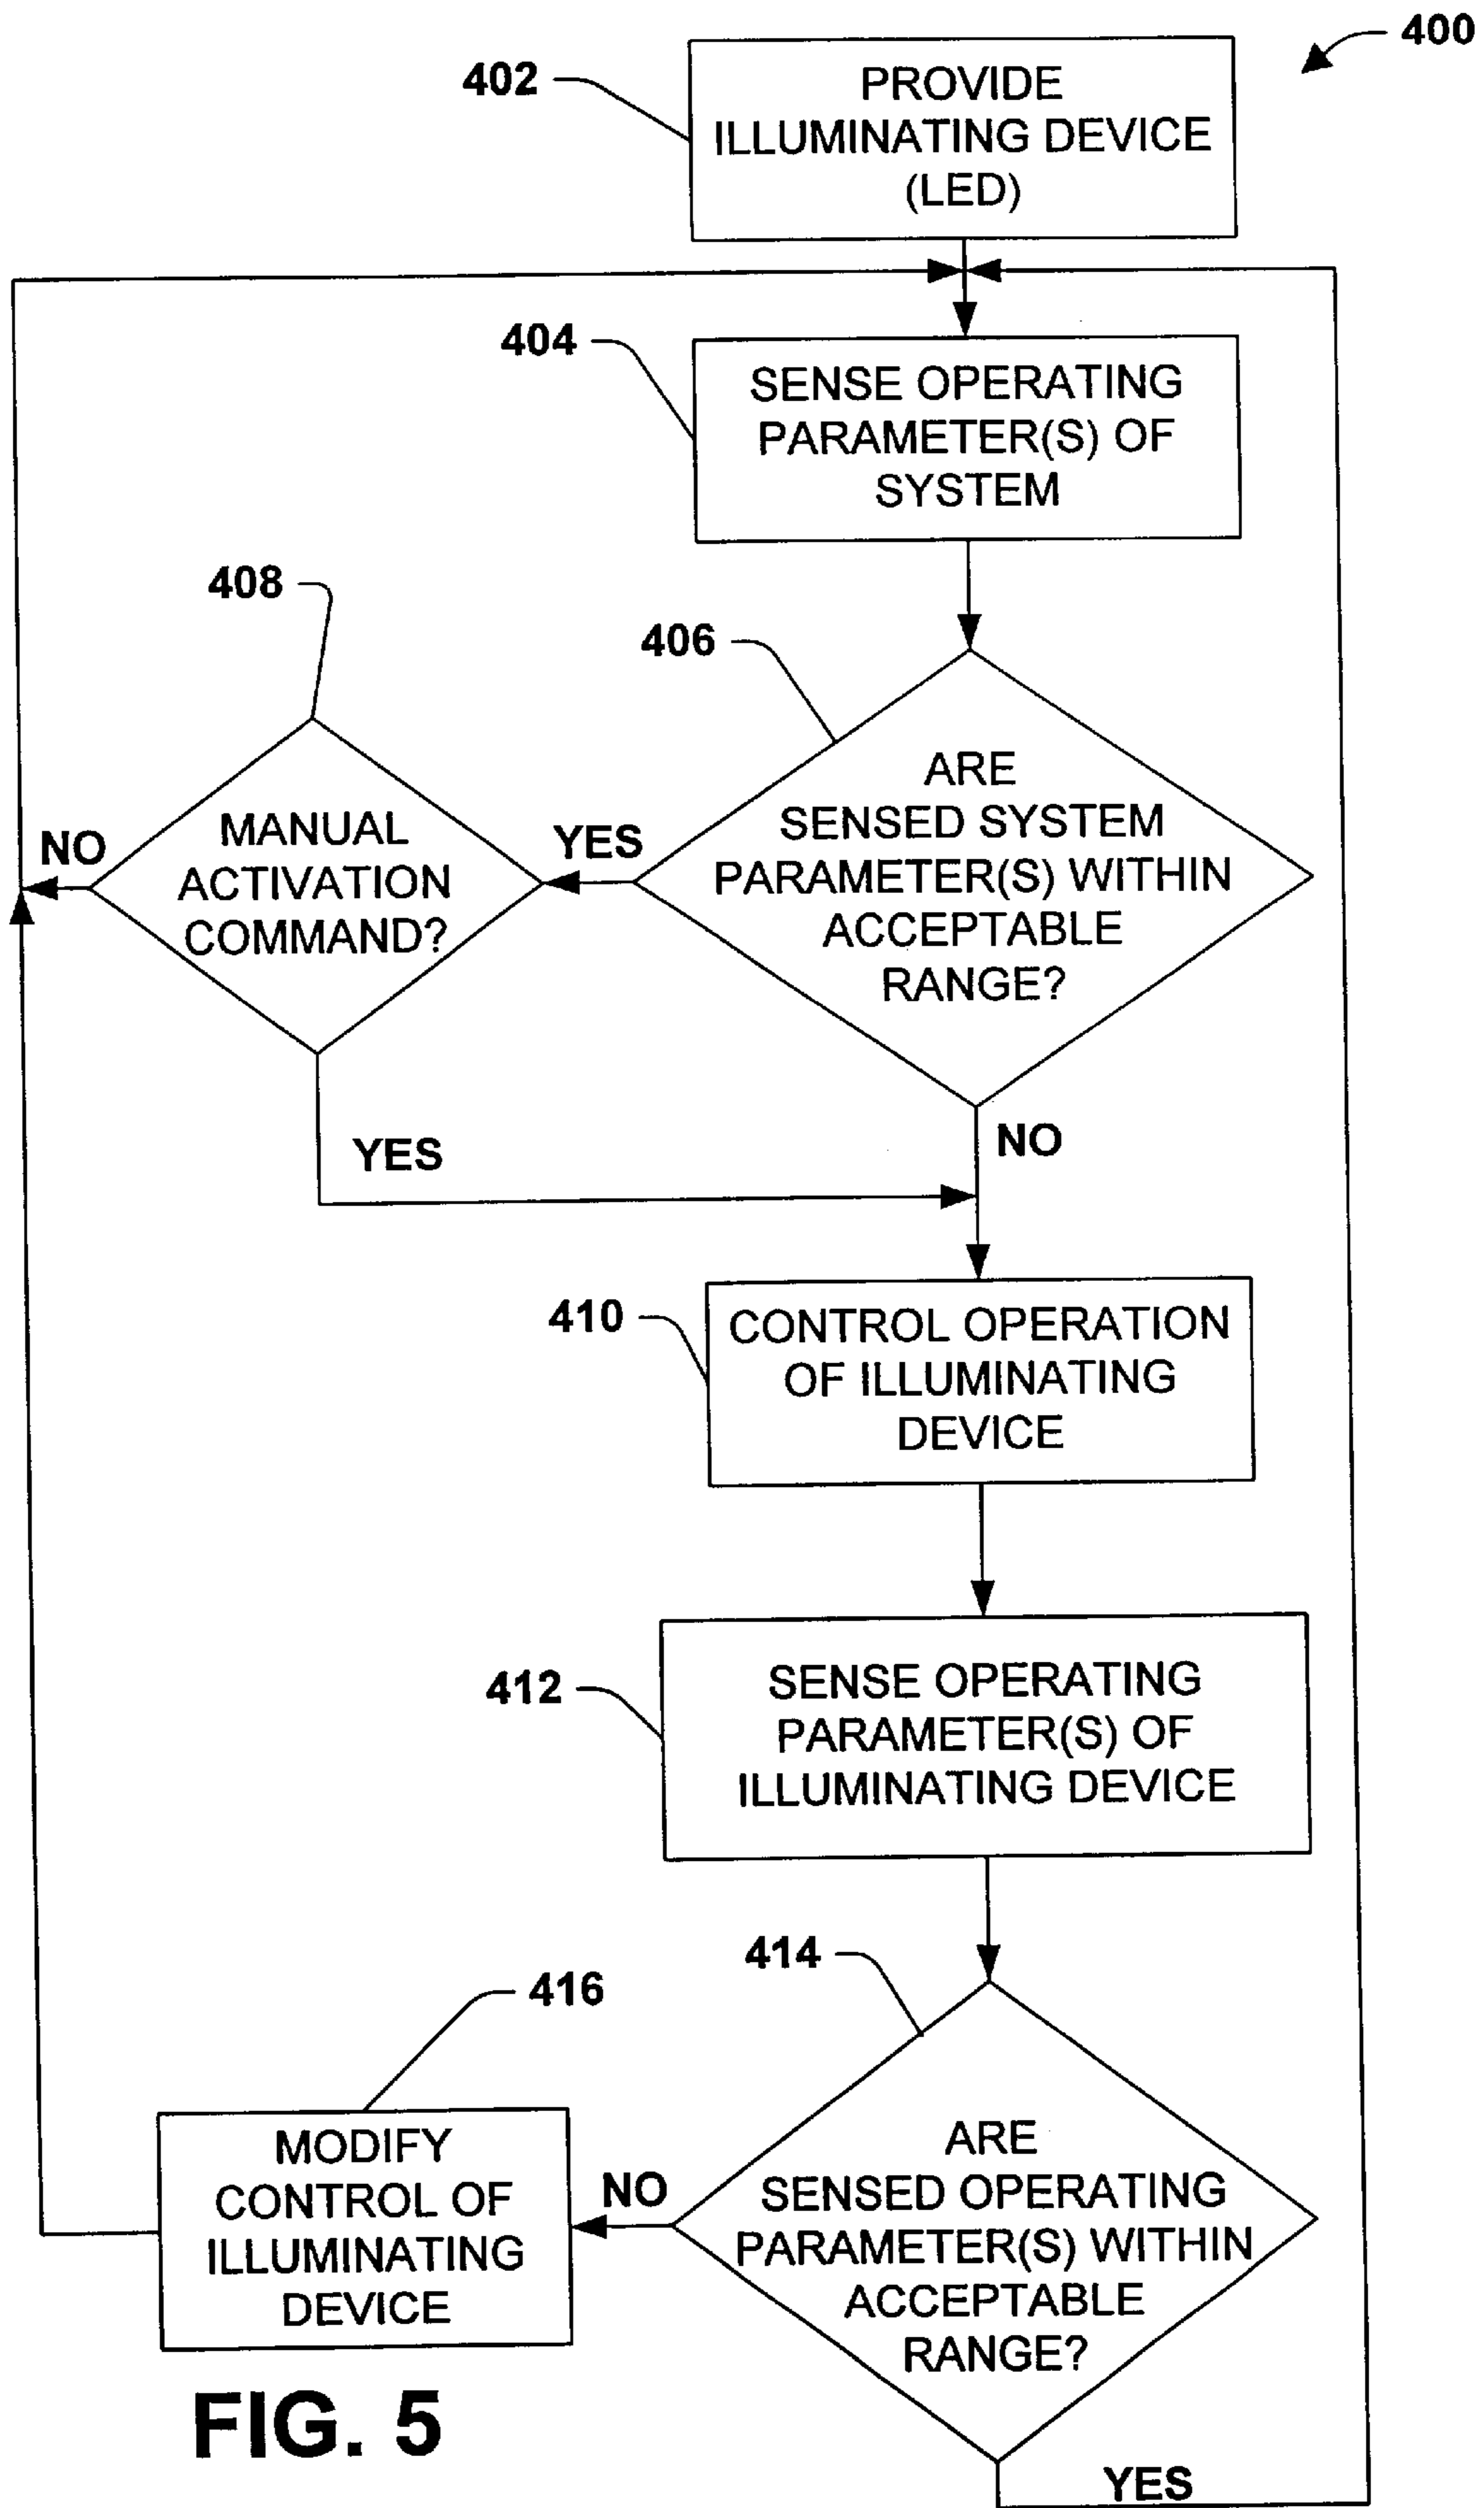 400
402
PROVIDE
ILLUMINATING DEVICE
(LED)
404
SENSE OPERATING
PARAMETER(S) OF
SYSTEM
408
406
ARE
SENSED SYSTEM
PARAMETER(S) WITHIN
ACCEPTABLE
RANGE?
YES
MANUAL
ACTIVATION
COMMAND?
NO
YES
NO
410
CONTROL OPERATION
OF ILLUMINATING
DEVICE
412
SENSE OPERATING
PARAMETER(S) OF
ILLUMINATING DEVICE
414
416
ARE
SENSED OPERATING
PARAMETER(S) WITHIN
ACCEPTABLE
RANGE?
NO
MODIFY
CONTROL OF
ILLUMINATING
DEVICE
YES
FIG. 5